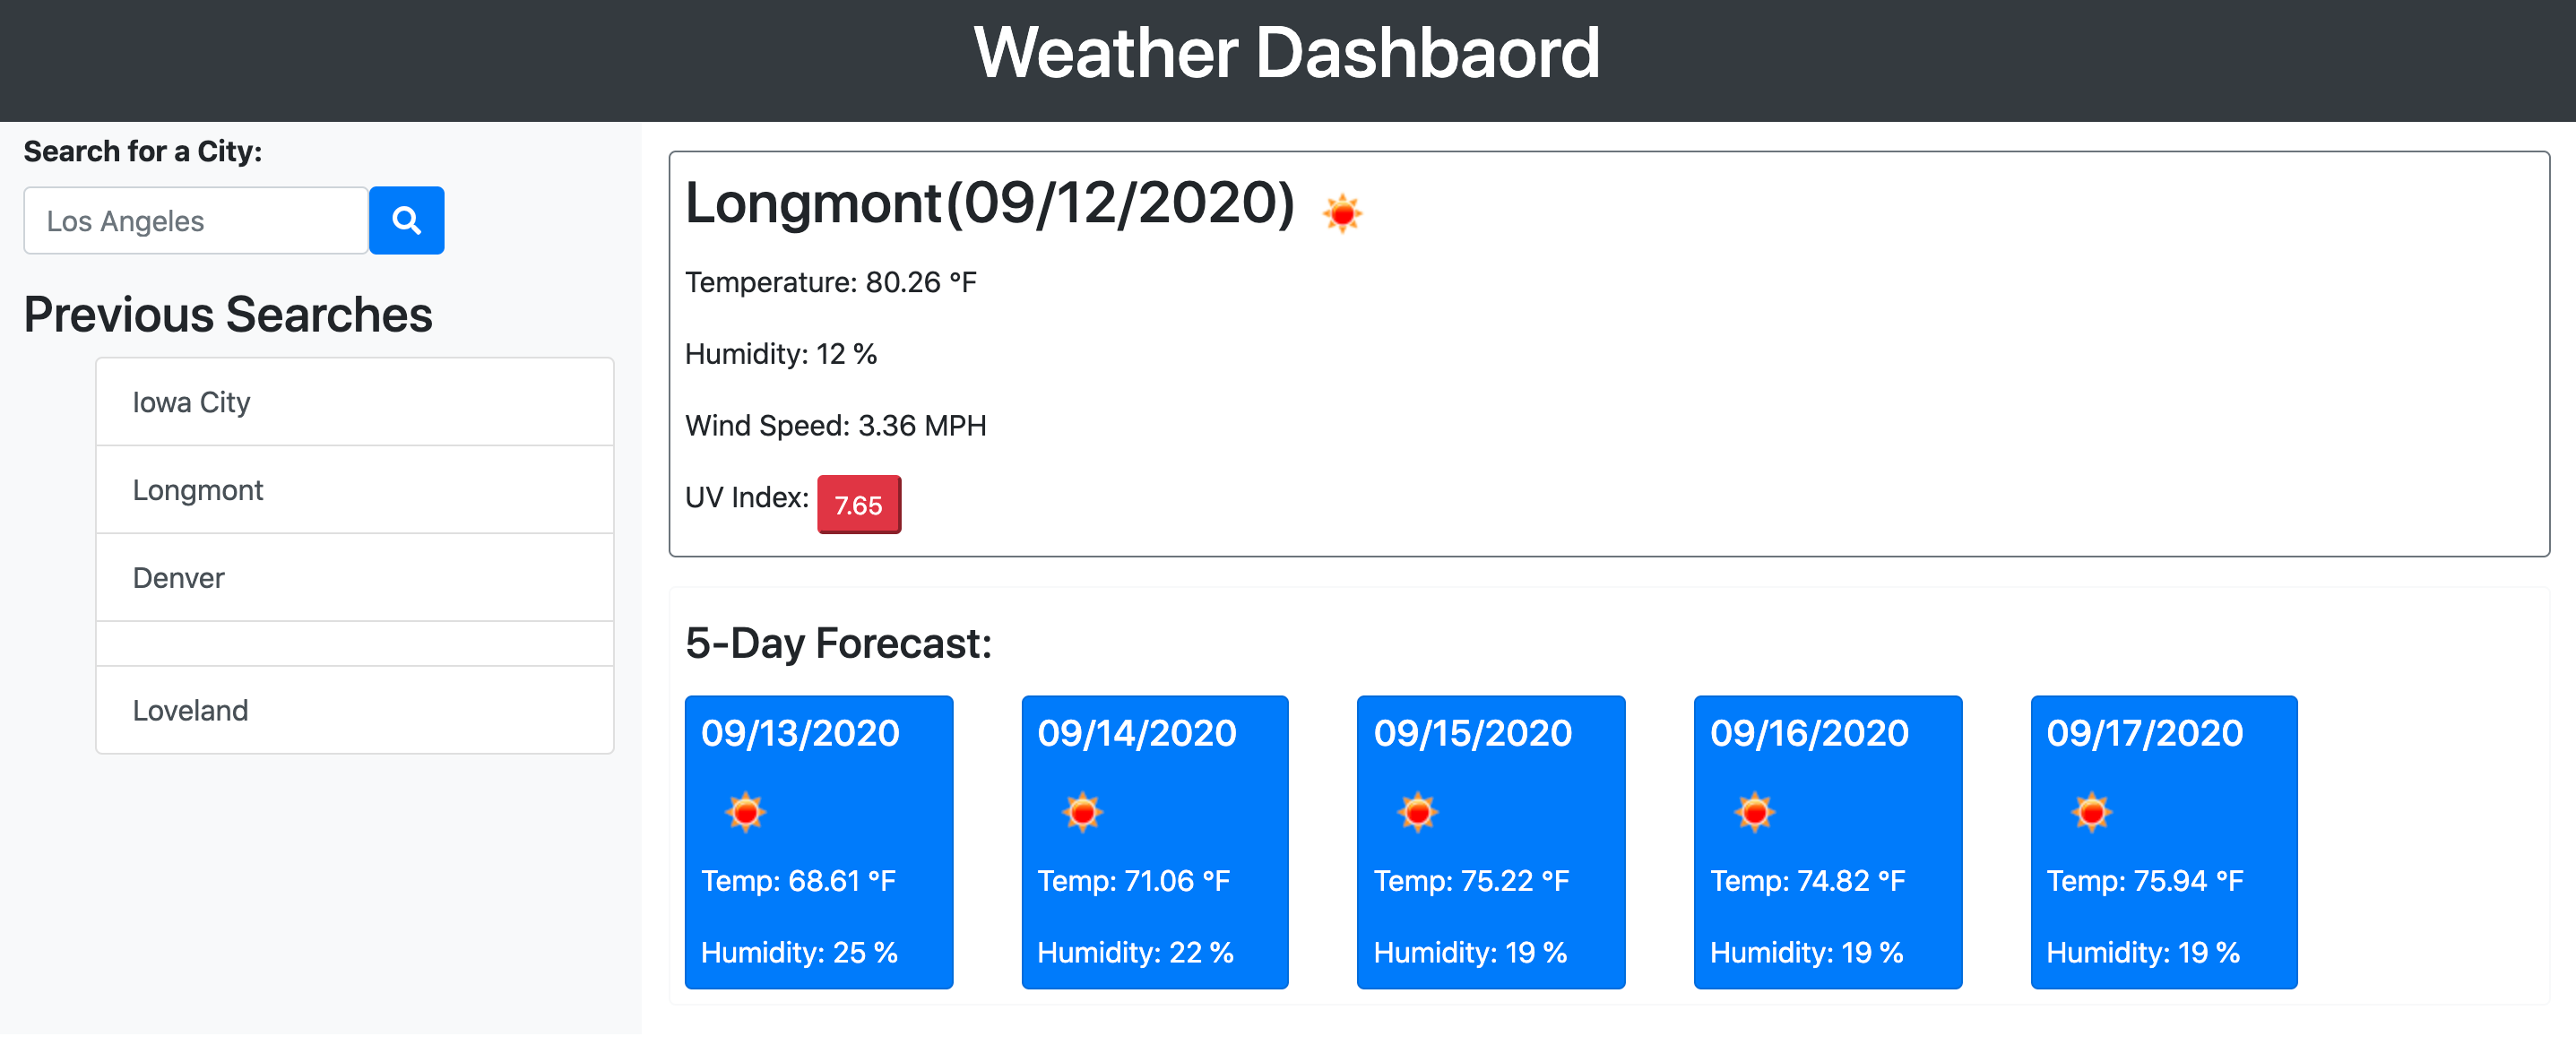 Weather Dashbaord
Search for a City:
Los Angeles
Previous Searches
Iowa City
Longmont
Denver
Loveland
Longmont(09/12/2020)
Temperature: 80.26 °F
Humidity: 12 %
Wind Speed: 3.36 MPH
UV Index: 7.65
5-Day Forecast:
09/13/2020
Temp: 68.61 °F
Humidity: 25 %
09/14/2020
Temp: 71.06 °F
Humidity: 22 %
09/15/2020
Temp: 75.22 °F
Humidity: 19 %
09/16/2020
Temp: 74.82 °F
Humidity: 19 %
09/17/2020
Temp: 75.94 °F
Humidity: 19 %